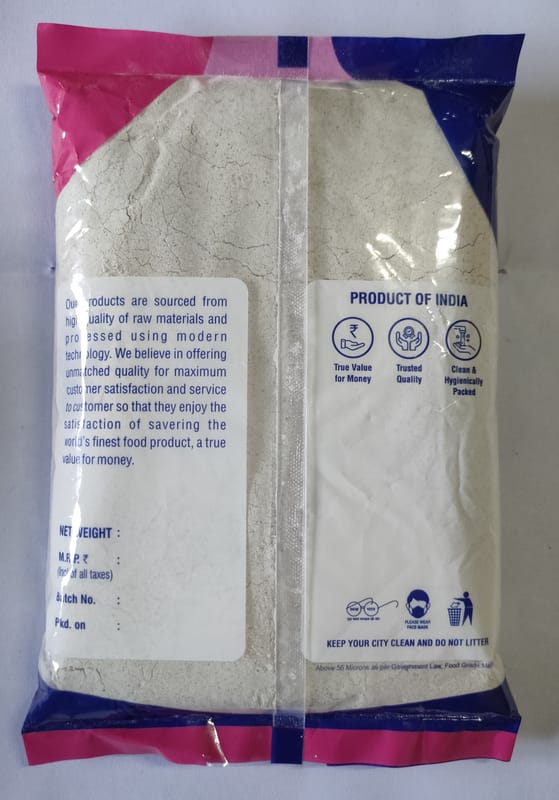 Our products are sourced from
high quality of raw materials and
processed using modern
technology. We believe in offering
unmatched quality for maximum
customer satisfaction and service
to customer so that they enjoy the
satisfaction of savering the
world's finest food product, a true
value for money.
NET WEIGHT :
M.R.P. ₹ :
(Incl of all taxes)
Batch No. :
Pkd. on :
PRODUCT OF INDIA
₹
True Value
for Money
Trusted
Quality
Clean &
Hygienically
Packed
PLEASE WEAR
FACE MASK
KEEP YOUR CITY CLEAN AND DO NOT LITTER
Above 50 Microns as per Government Law, Food Grade